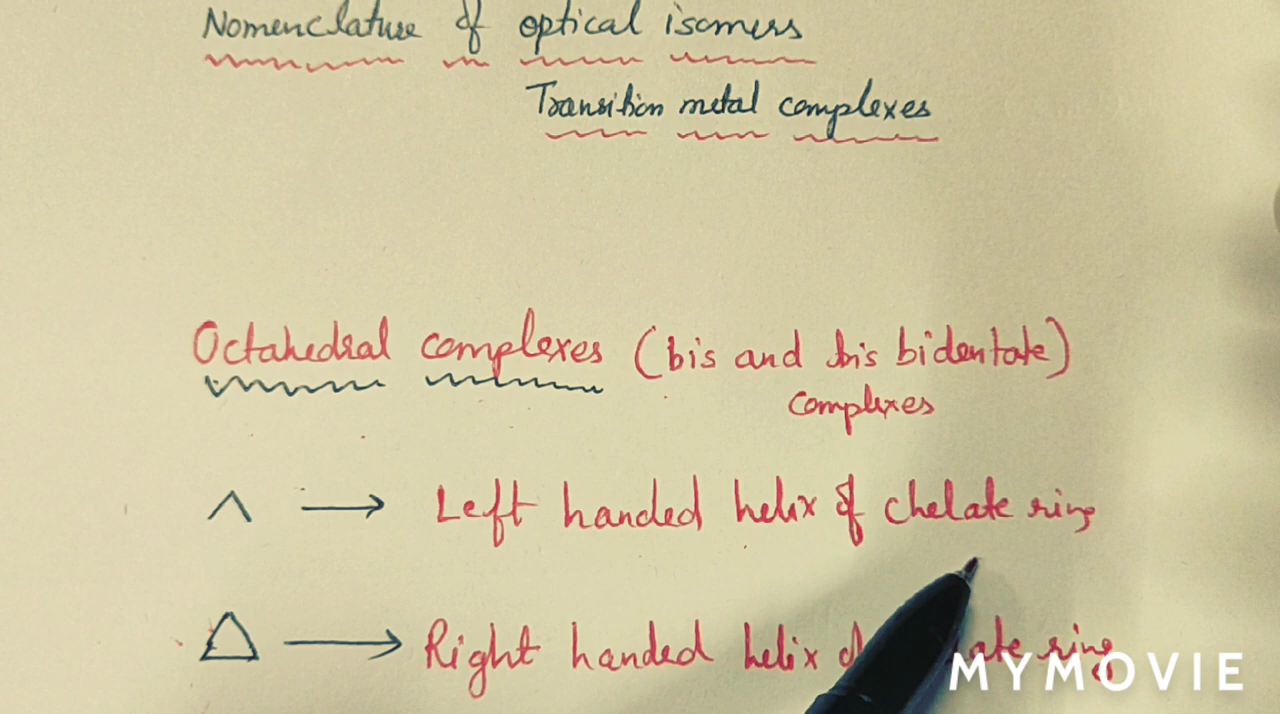 Nomenclature of optical isomers
Transition metal complexes
Octahedral complexes (bis and tris bidentate)
complexes
Λ → Left handed helix of chelate ring
Δ → Right handed helix ring
MYMOVIE